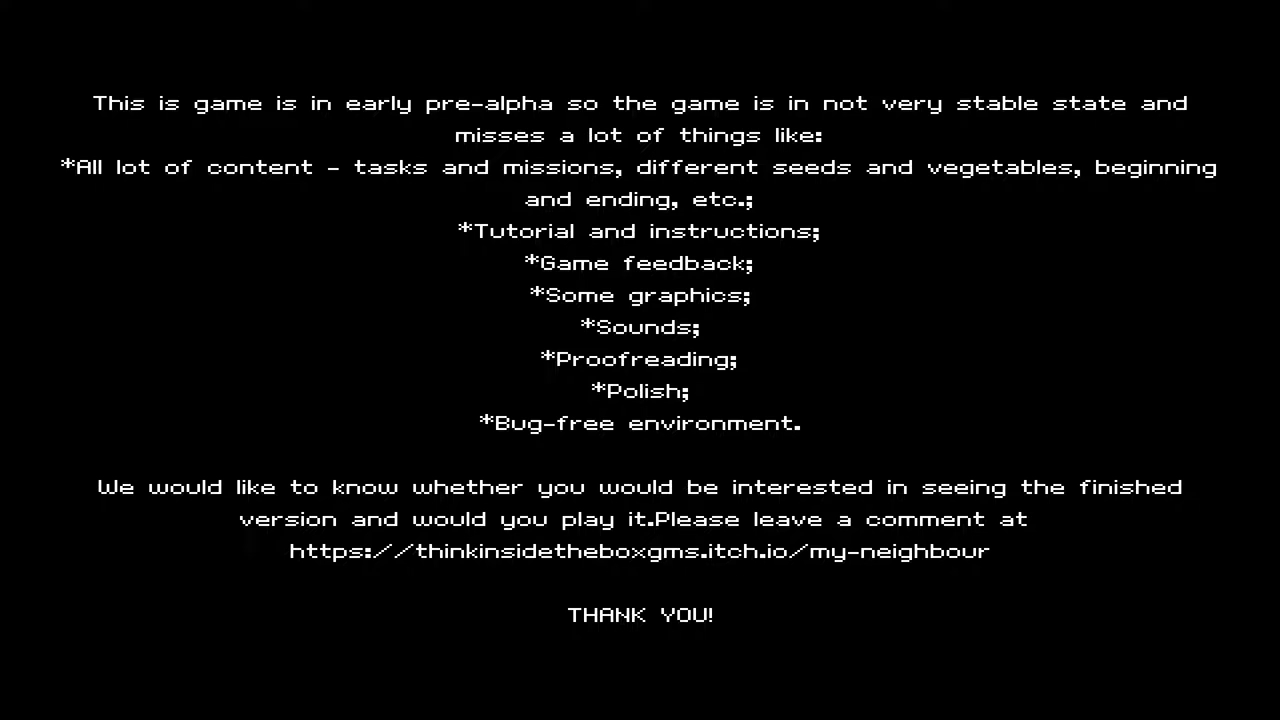 This is game is in early pre-alpha so the game is in not very stable state and
misses a lot of things like:
*All lot of content - tasks and missions, different seeds and vegetables, beginning
and ending, etc.;
*Tutorial and instructions;
*Game feedback;
*Some graphics;
*Sounds;
*Proofreading;
*Polish;
*Bug-free environment.
We would like to know whether you would be interested in seeing the finished
version and would you play it.Please leave a comment at
https://thinkinsidetheboxgms.itch.io/my-neighbour
THANK YOU!